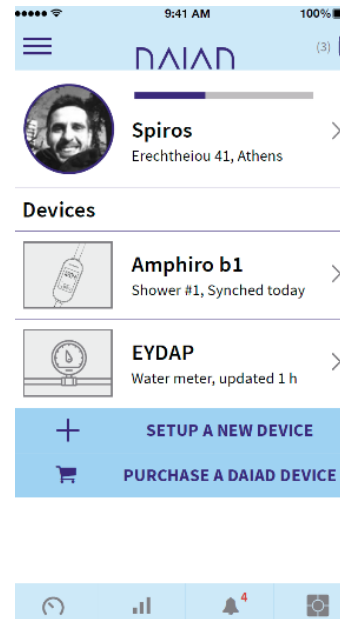 9:41 AM
100%
DAIAD
(3)
Spiros
Erechtheiou 41, Athens
Devices
Amphiro b1
Shower #1, Synched today
EYDAP
Water meter, updated 1 h
SETUP A NEW DEVICE
PURCHASE A DAIAD DEVICE
4